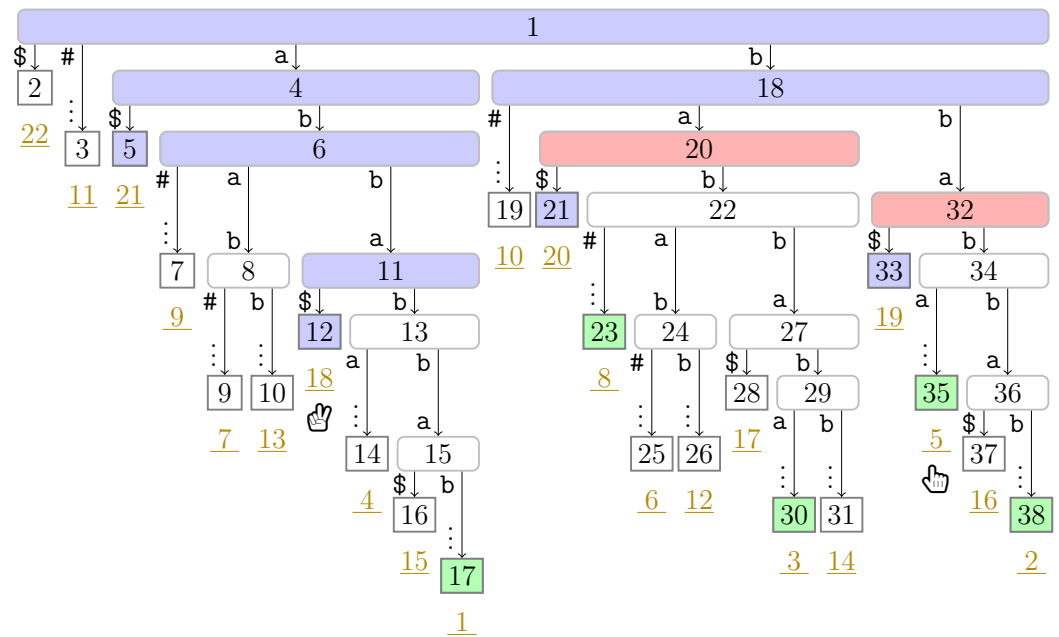 1
$ # a b
2 4 18
22 ⋮ $ b # a b
3 5 6 20
11 21 # a b ⋮ $ b a
⋮ b a 19 21 22 32
7 8 11 10 20 # a b $ b
9 # b $ b ⋮ b a 33 34
⋮ ⋮ 12 13 23 24 27 19 a b
9 10 18 a b 8 # b $ b ⋮ a
7 13 ⋮ a ⋮ ⋮ 28 29 35 36
14 15 25 26 17 a b 5 $ b
4 $ b 6 12 ⋮ ⋮ 37 ⋮
16 ⋮ 30 31 16 38
15 17 3 14 2
1